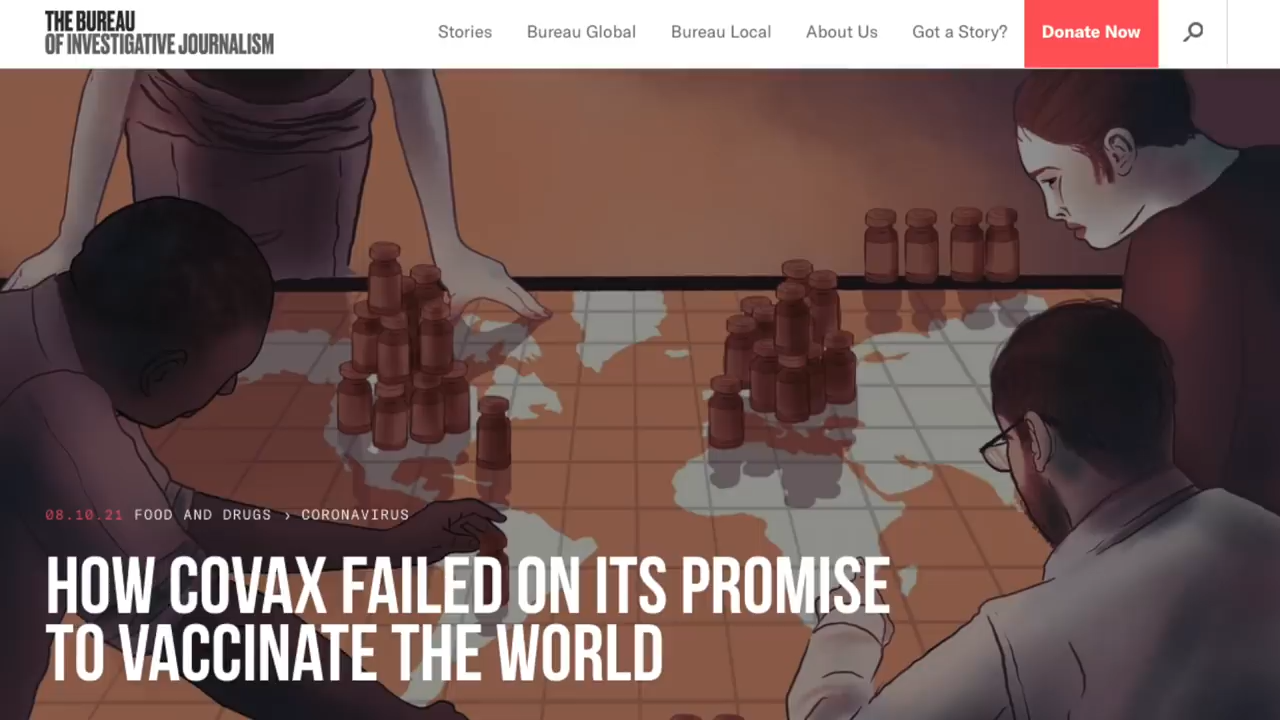 THE BUREAU
OF INVESTIGATIVE JOURNALISM
Stories Bureau Global Bureau Local About Us Got a Story? Donate Now
08.10.21 FOOD AND DRUGS › CORONAVIRUS
HOW COVAX FAILED ON ITS PROMISE
TO VACCINATE THE WORLD